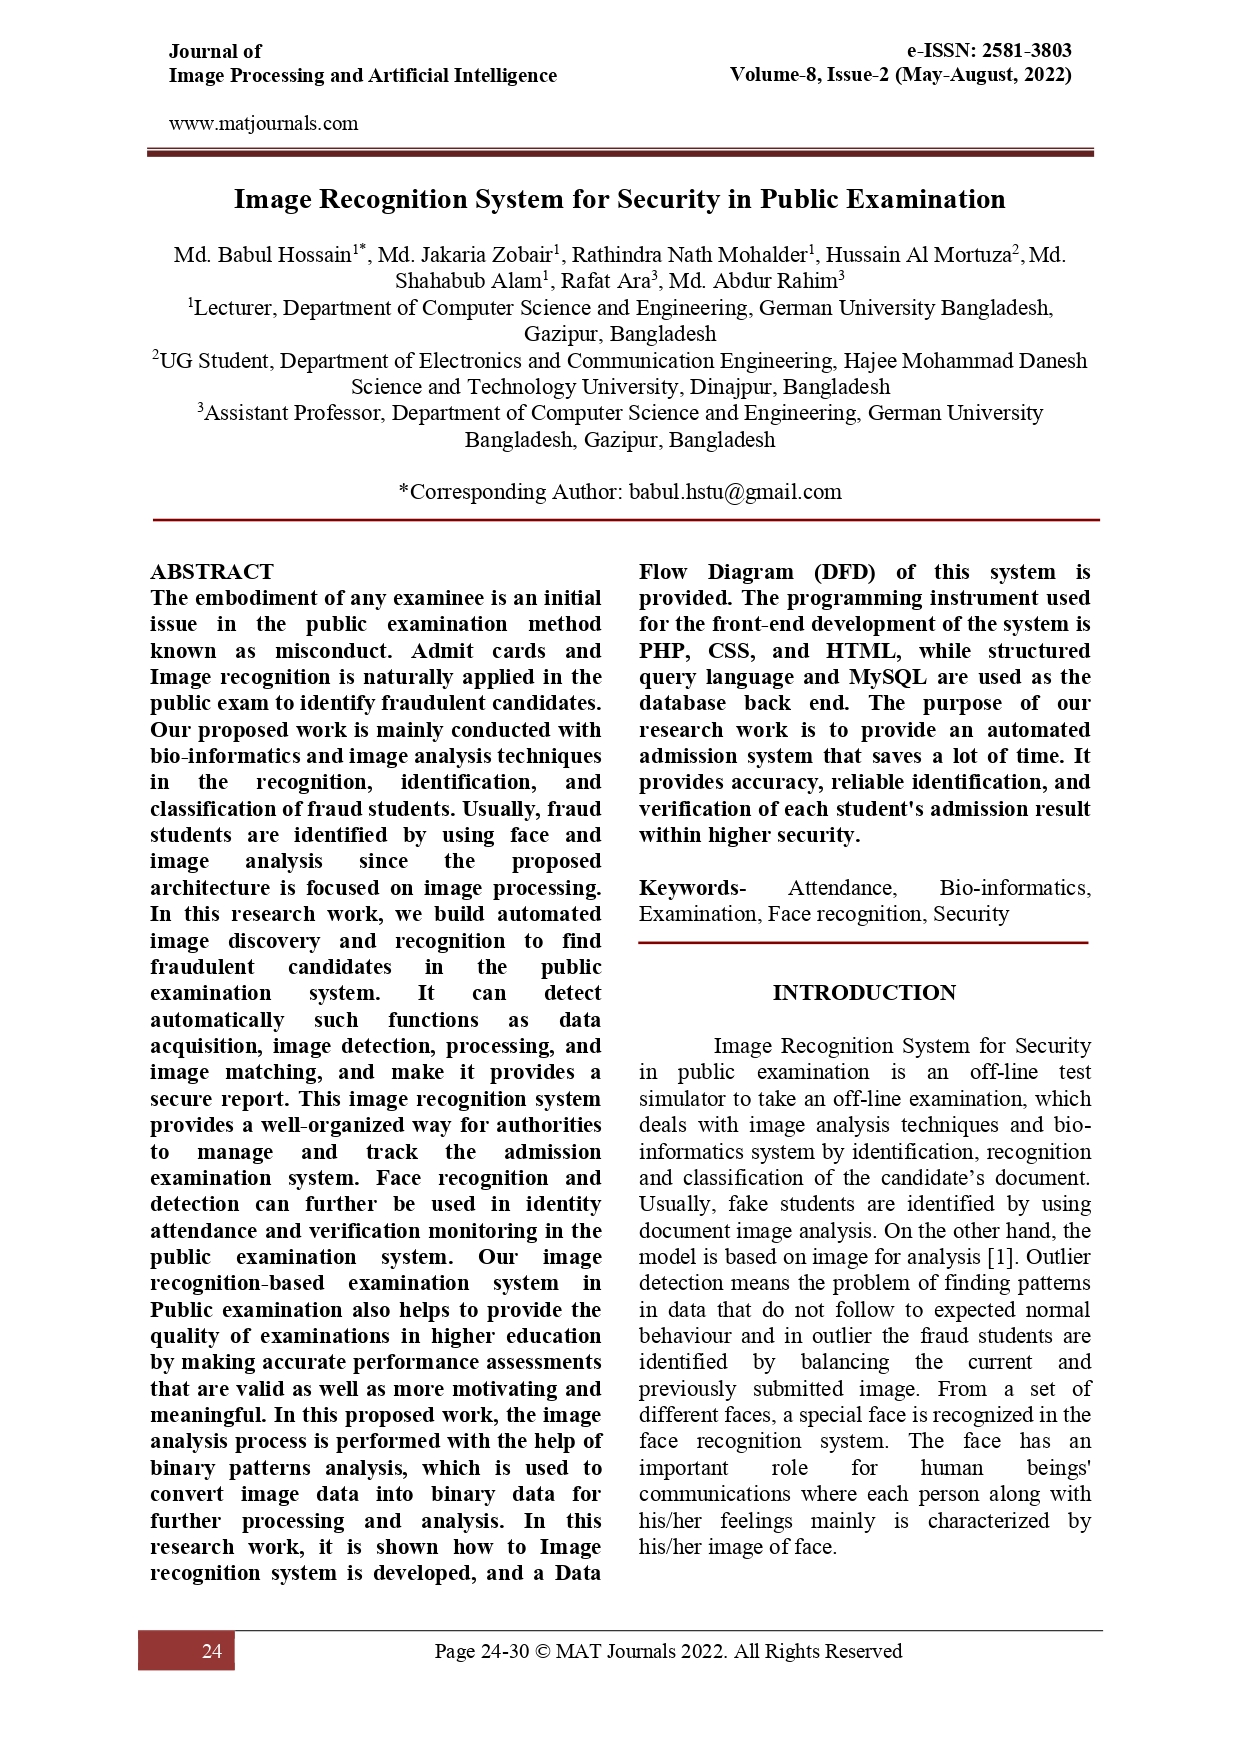 Journal of
Image Processing and Artificial Intelligence
e-ISSN: 2581-3803
Volume-8, Issue-2 (May-August, 2022)
www.matjournals.com
Image Recognition System for Security in Public Examination
Md. Babul Hossain1*, Md. Jakaria Zobair1, Rathindra Nath Mohalder1, Hussain Al Mortuza2, Md.
Shahabub Alam1, Rafat Ara3, Md. Abdur Rahim3
1Lecturer, Department of Computer Science and Engineering, German University Bangladesh,
Gazipur, Bangladesh
2UG Student, Department of Electronics and Communication Engineering, Hajee Mohammad Danesh
Science and Technology University, Dinajpur, Bangladesh
3Assistant Professor, Department of Computer Science and Engineering, German University
Bangladesh, Gazipur, Bangladesh
*Corresponding Author: babul.hstu@gmail.com
ABSTRACT
The embodiment of any examinee is an initial
issue in the public examination method
known as misconduct. Admit cards and
Image recognition is naturally applied in the
public exam to identify fraudulent candidates.
Our proposed work is mainly conducted with
bio-informatics and image analysis techniques
in the recognition, identification, and
classification of fraud students. Usually, fraud
students are identified by using face and
image analysis since the proposed
architecture is focused on image processing.
In this research work, we build automated
image discovery and recognition to find
fraudulent candidates in the public
examination system. It can detect
automatically such functions as data
acquisition, image detection, processing, and
image matching, and make it provides a
secure report. This image recognition system
provides a well-organized way for authorities
to manage and track the admission
examination system. Face recognition and
detection can further be used in identity
attendance and verification monitoring in the
public examination system. Our image
recognition-based examination system in
Public examination also helps to provide the
quality of examinations in higher education
by making accurate performance assessments
that are valid as well as more motivating and
meaningful. In this proposed work, the image
analysis process is performed with the help of
binary patterns analysis, which is used to
convert image data into binary data for
further processing and analysis. In this
research work, it is shown how to Image
recognition system is developed, and a Data
Flow Diagram (DFD) of this system is
provided. The programming instrument used
for the front-end development of the system is
PHP, CSS, and HTML, while structured
query language and MySQL are used as the
database back end. The purpose of our
research work is to provide an automated
admission system that saves a lot of time. It
provides accuracy, reliable identification, and
verification of each student's admission result
within higher security.
Keywords- Attendance, Bio-informatics,
Examination, Face recognition, Security
INTRODUCTION
Image Recognition System for Security
in public examination is an off-line test
simulator to take an off-line examination, which
deals with image analysis techniques and bio-
informatics system by identification, recognition
and classification of the candidate’s document.
Usually, fake students are identified by using
document image analysis. On the other hand, the
model is based on image for analysis [1]. Outlier
detection means the problem of finding patterns
in data that do not follow to expected normal
behaviour and in outlier the fraud students are
identified by balancing the current and
previously submitted image. From a set of
different faces, a special face is recognized in the
face recognition system. The face has an
important role for human beings'
communications where each person along with
his/her feelings mainly is characterized by
his/her image of face.
24
Page 24-30 © MAT Journals 2022. All Rights Reserved